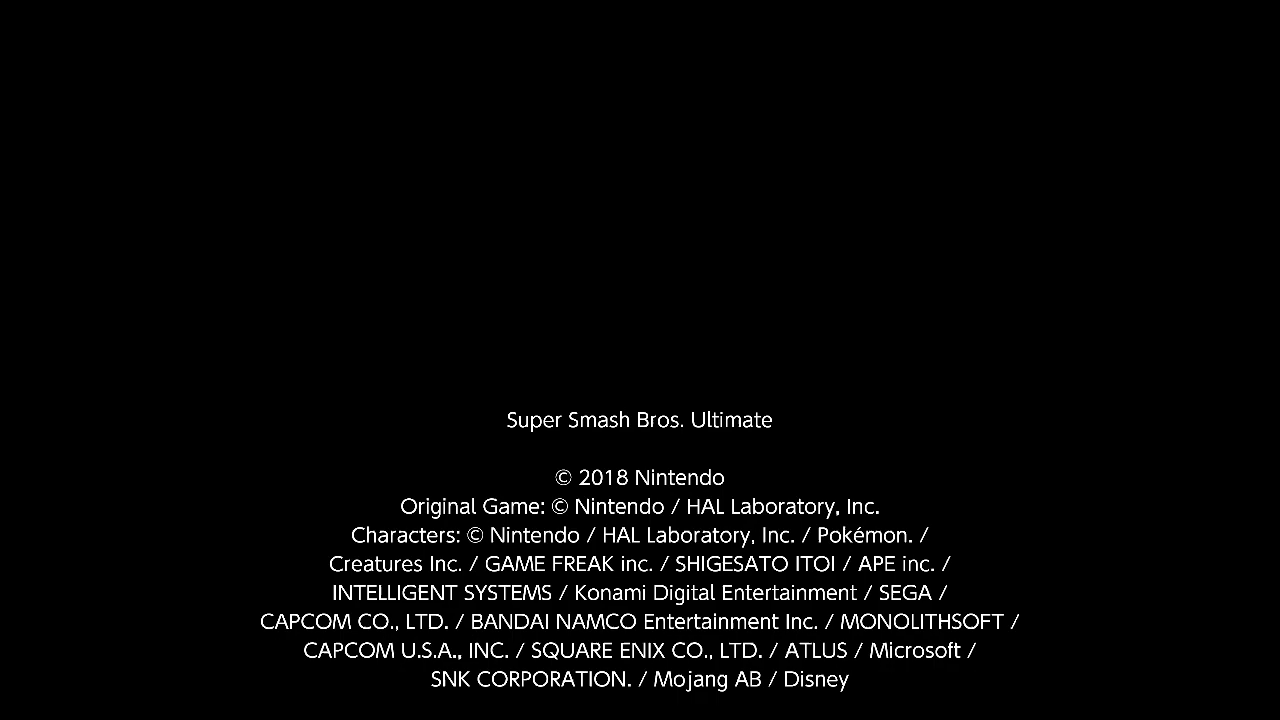 Super Smash Bros. Ultimate
© 2018 Nintendo
Original Game: © Nintendo / HAL Laboratory, Inc.
Characters: © Nintendo / HAL Laboratory, Inc. / Pokémon. /
Creatures Inc. / GAME FREAK inc. / SHIGESATO ITOI / APE inc. /
INTELLIGENT SYSTEMS / Konami Digital Entertainment / SEGA /
CAPCOM CO., LTD. / BANDAI NAMCO Entertainment Inc. / MONOLITHSOFT /
CAPCOM U.S.A., INC. / SQUARE ENIX CO., LTD. / ATLUS / Microsoft /
SNK CORPORATION. / Mojang AB / Disney